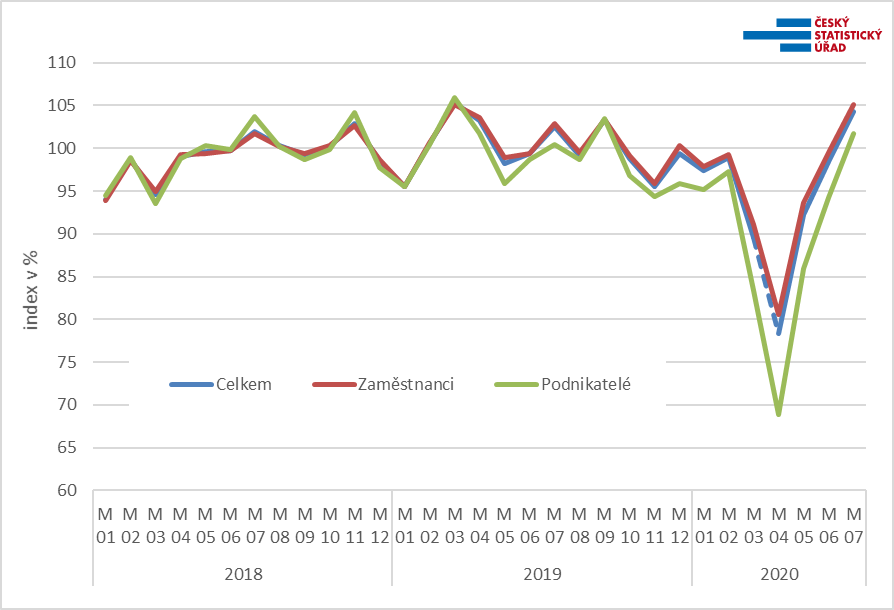 ČESKÝ
STATISTICKÝ
ÚŘAD
110
105
100
95
90
85
80
75
70
65
60
index v %
Celkem Zaměstnanci Podnikatelé
M M M M M M M M M M M M M M M M M M M M M M M M M M M M M M M
01 02 03 04 05 06 07 08 09 10 11 12 01 02 03 04 05 06 07 08 09 10 11 12 01 02 03 04 05 06 07
2018 2019 2020